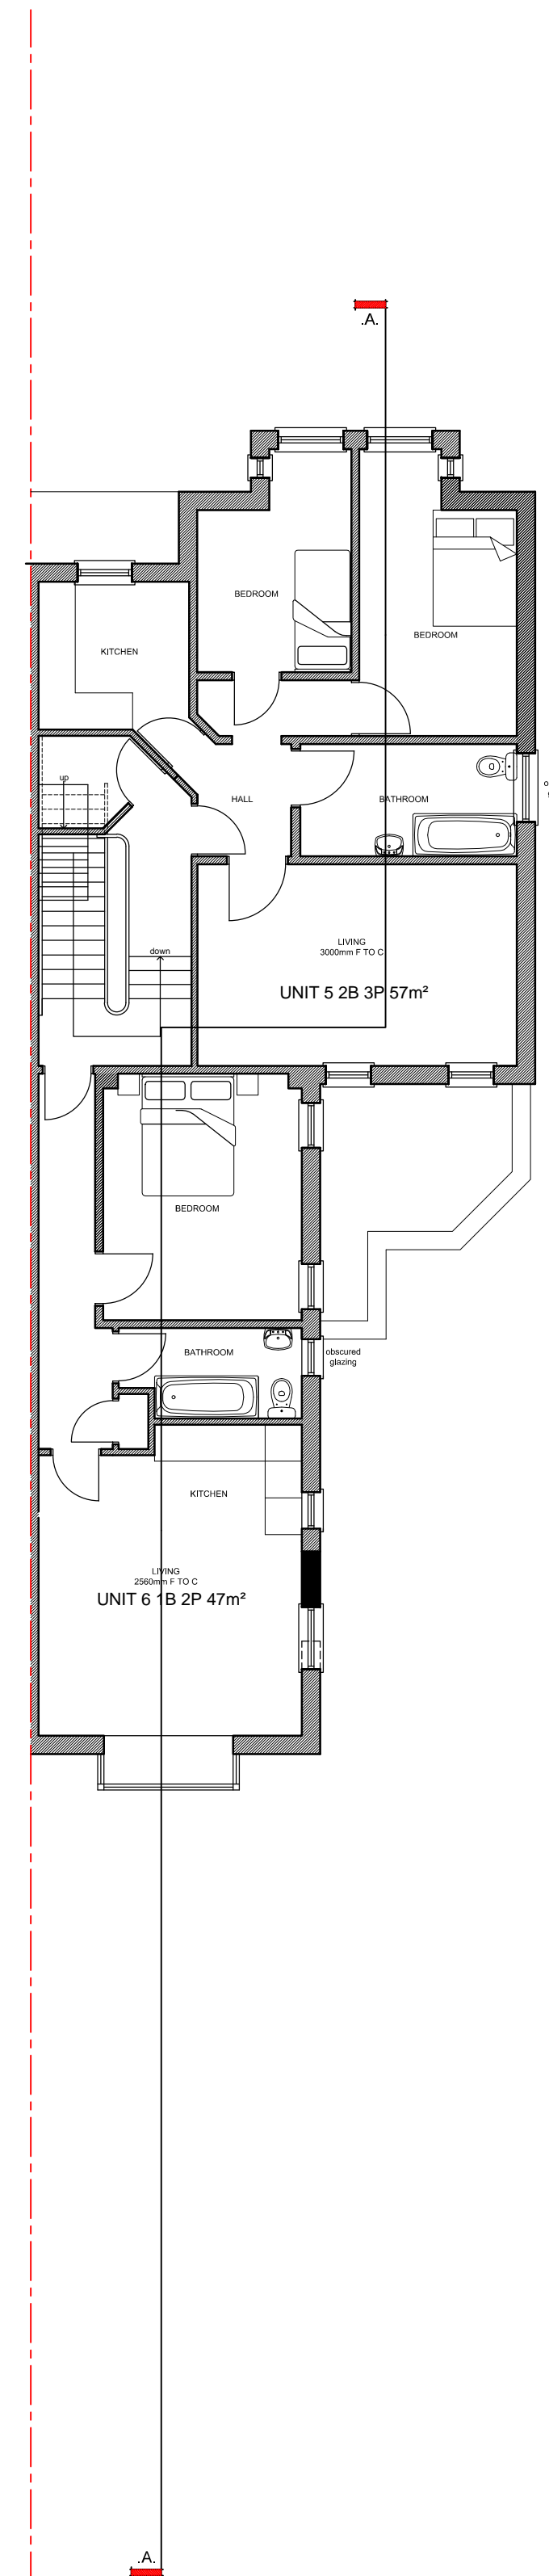 .A.
BEDROOM
BEDROOM
KITCHEN
up
HALL
BATHROOM
LIVING
3000mm F TO C
down
UNIT 5 2B 3P 57m²
BEDROOM
BATHROOM
obscured
glazing
KITCHEN
LIVING
2560mm F TO C
UNIT 6 1B 2P 47m²
.A.